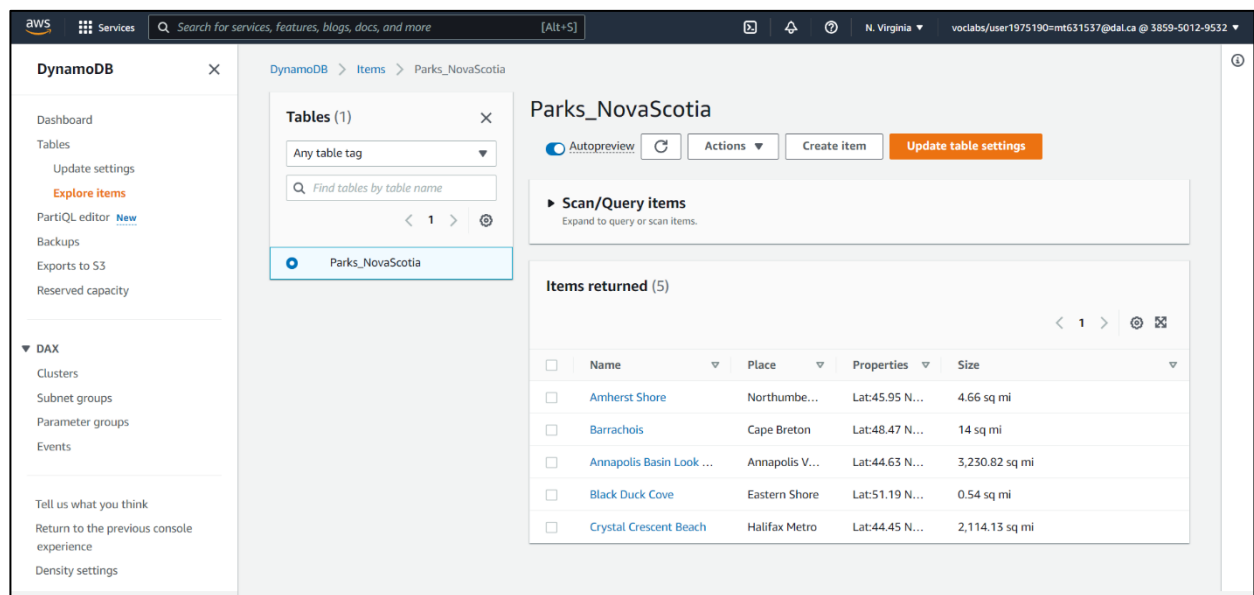 aws
Services
Search for services, features, blogs, docs, and more
[Alt+S]
N. Virginia ▼
voclabs/user1975190=mt631537@dal.ca @ 3859-5012-9532 ▼
DynamoDB
Dashboard
Tables
Update settings
Explore items
PartiQL editor New
Backups
Exports to S3
Reserved capacity
▼ DAX
Clusters
Subnet groups
Parameter groups
Events
Tell us what you think
Return to the previous console
experience
Density settings
DynamoDB > Items > Parks_NovaScotia
Tables (1)
Any table tag
Find tables by table name
< 1 >
Parks_NovaScotia
Parks_NovaScotia
Autopreview
Actions ▼
Create item
Update table settings
Scan/Query items
Expand to query or scan items.
Items returned (5)
< 1 >
Name Place Properties Size
Amherst Shore Northumbe... Lat:45.95 N... 4.66 sq mi
Barrachois Cape Breton Lat:48.47 N... 14 sq mi
Annapolis Basin Look ... Annapolis V... Lat:44.63 N... 3,230.82 sq mi
Black Duck Cove Eastern Shore Lat:51.19 N... 0.54 sq mi
Crystal Crescent Beach Halifax Metro Lat:44.45 N... 2,114.13 sq mi